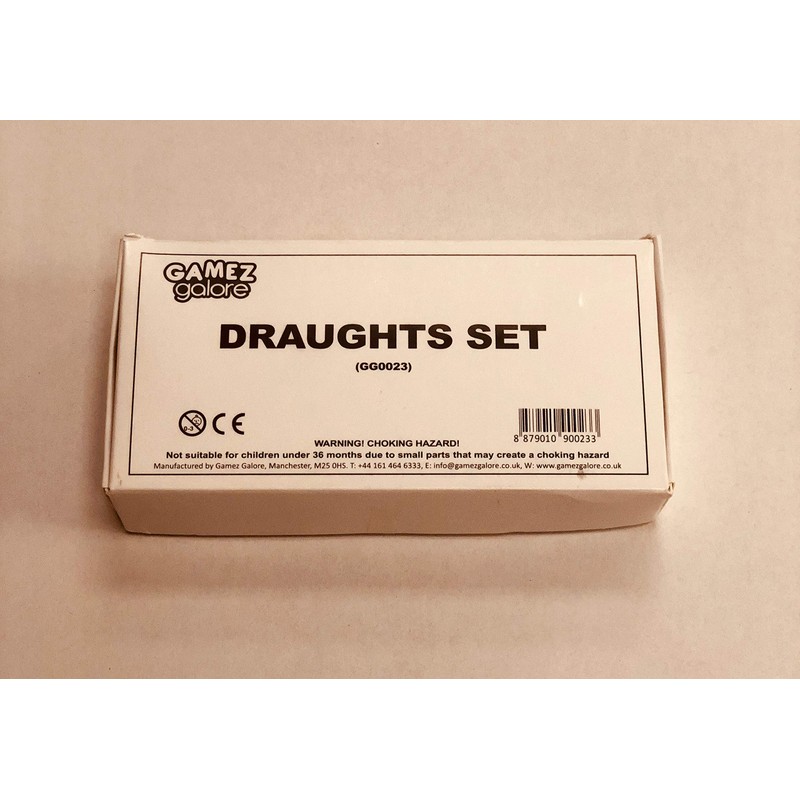 GAMEZ
galore
DRAUGHTS SET
(GG0023)
0-3 CE
8 879010 900233
WARNING! CHOKING HAZARD!
Not suitable for children under 36 months due to small parts that may create a choking hazard
Manufactured by Gamez Galore, Manchester, M25 0HS. T: +44 161 464 6333, E: info@gamezgalore.co.uk, W: www.gamezgalore.co.uk